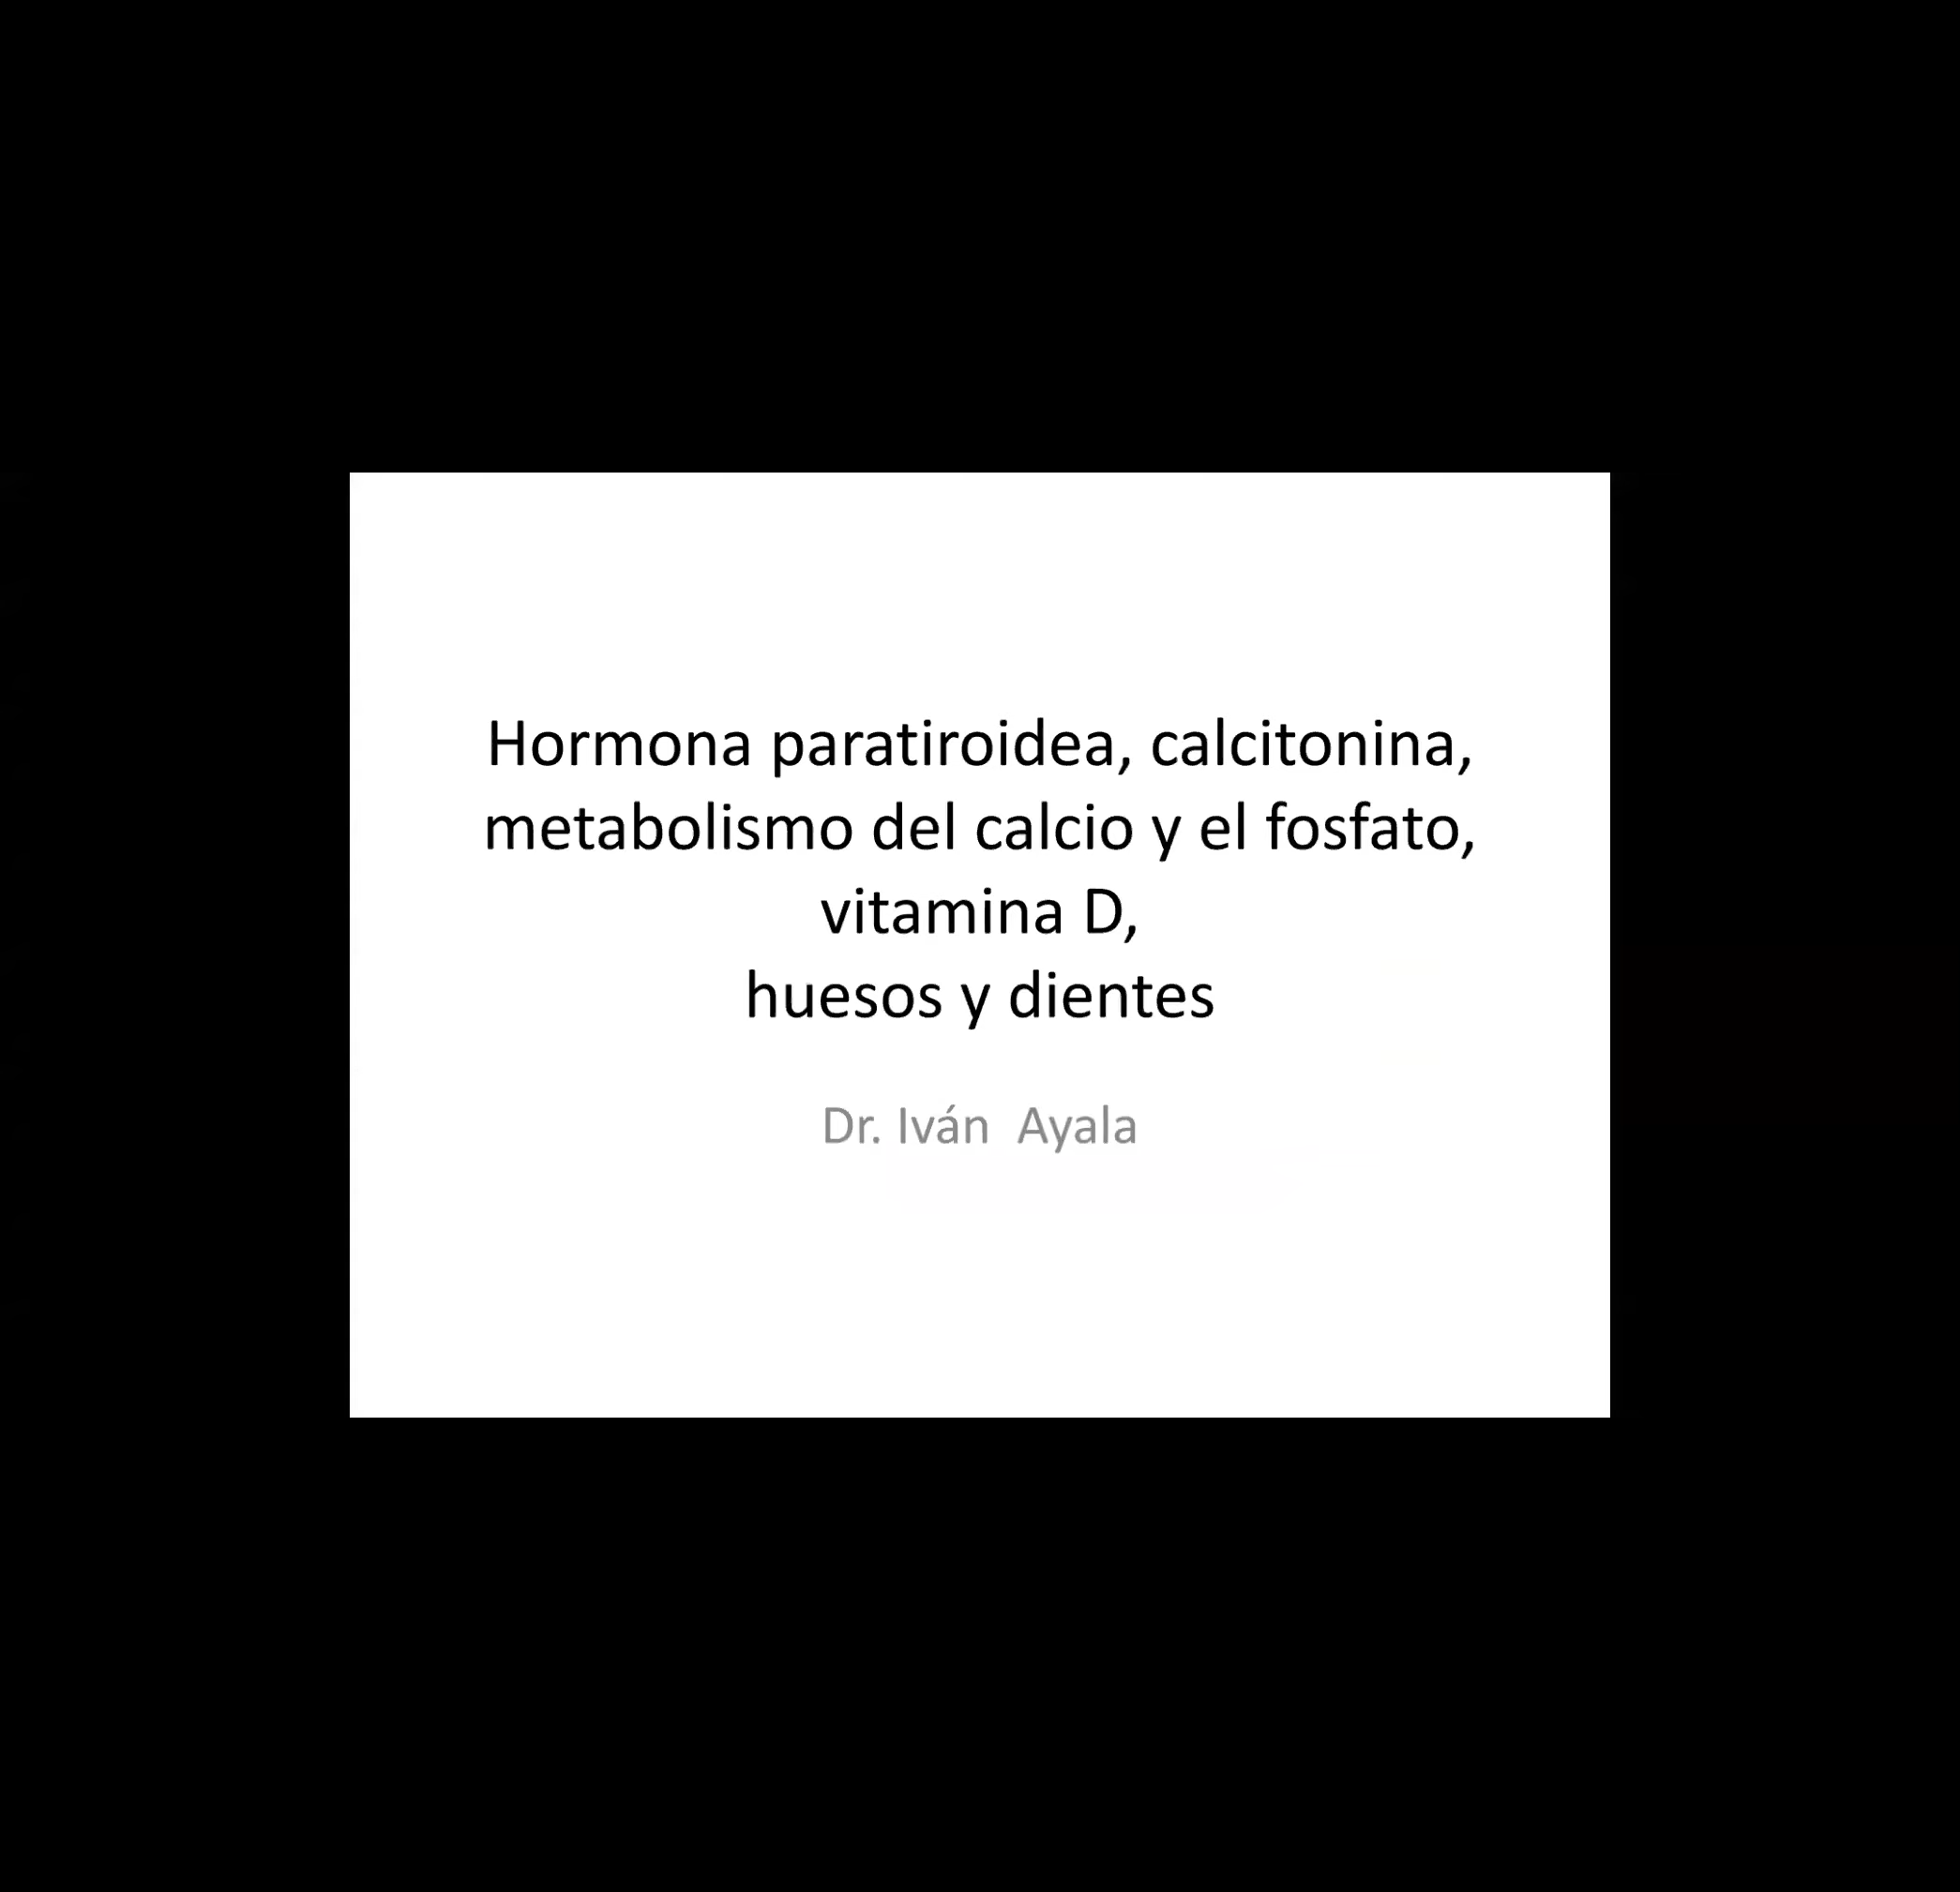 Hormona paratiroidea, calcitonina,
metabolismo del calcio y el fosfato,
vitamina D,
huesos y dientes
Dr. Iván  Ayala